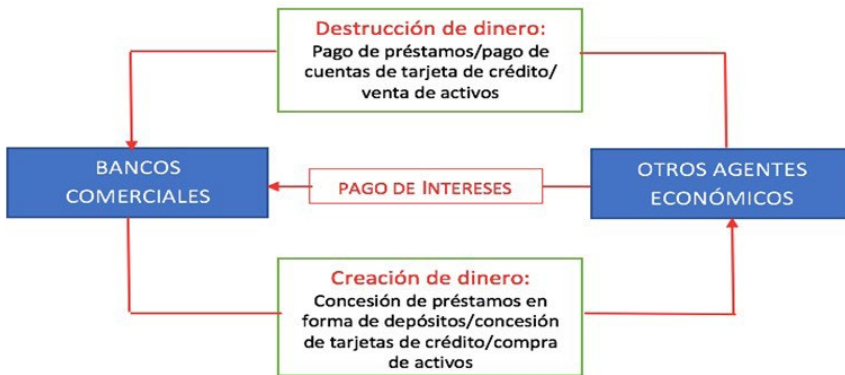 Destrucción de dinero:
Pago de préstamos/pago de
cuentas de tarjeta de crédito/
venta de activos
BANCOS
COMERCIALES
PAGO DE INTERESES
OTROS AGENTES
ECONÓMICOS
Creación de dinero:
Concesión de préstamos en
forma de depósitos/concesión
de tarjetas de crédito/compra
de activos